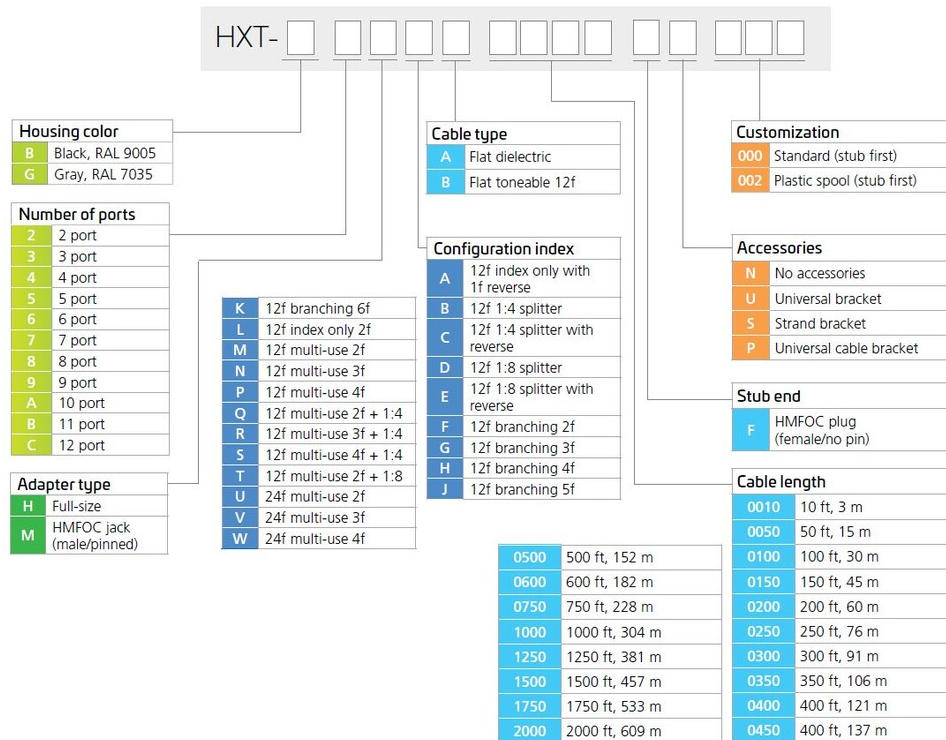 HXT-
Housing color
B Black, RAL 9005
G Gray, RAL 7035
Number of ports
2 2 port
3 3 port
4 4 port
5 5 port
6 6 port
7 7 port
8 8 port
9 9 port
A 10 port
B 11 port
C 12 port
Adapter type
H Full-size
M HMFOC jack
(male/pinned)
K 12f branching 6f
L 12f index only 2f
M 12f multi-use 2f
N 12f multi-use 3f
P 12f multi-use 4f
Q 12f multi-use 2f + 1:4
R 12f multi-use 3f + 1:4
S 12f multi-use 4f + 1:4
T 12f multi-use 2f + 1:8
U 24f multi-use 2f
V 24f multi-use 3f
W 24f multi-use 4f
Cable type
A Flat dielectric
B Flat toneable 12f
Configuration index
A 12f index only with
1f reverse
B 12f 1:4 splitter
C 12f 1:4 splitter with
reverse
D 12f 1:8 splitter
E 12f 1:8 splitter with
reverse
F 12f branching 2f
G 12f branching 3f
H 12f branching 4f
J 12f branching 5f
Customization
000 Standard (stub first)
002 Plastic spool (stub first)
Accessories
N No accessories
U Universal bracket
S Strand bracket
P Universal cable bracket
Stub end
F HMFOC plug
(female/no pin)
Cable length
0010 10 ft, 3 m
0050 50 ft, 15 m
0100 100 ft, 30 m
0150 150 ft, 45 m
0200 200 ft, 60 m
0250 250 ft, 76 m
0300 300 ft, 91 m
0350 350 ft, 106 m
0400 400 ft, 121 m
0450 400 ft, 137 m
0500 500 ft, 152 m
0600 600 ft, 182 m
0750 750 ft, 228 m
1000 1000 ft, 304 m
1250 1250 ft, 381 m
1500 1500 ft, 457 m
1750 1750 ft, 533 m
2000 2000 ft, 609 m